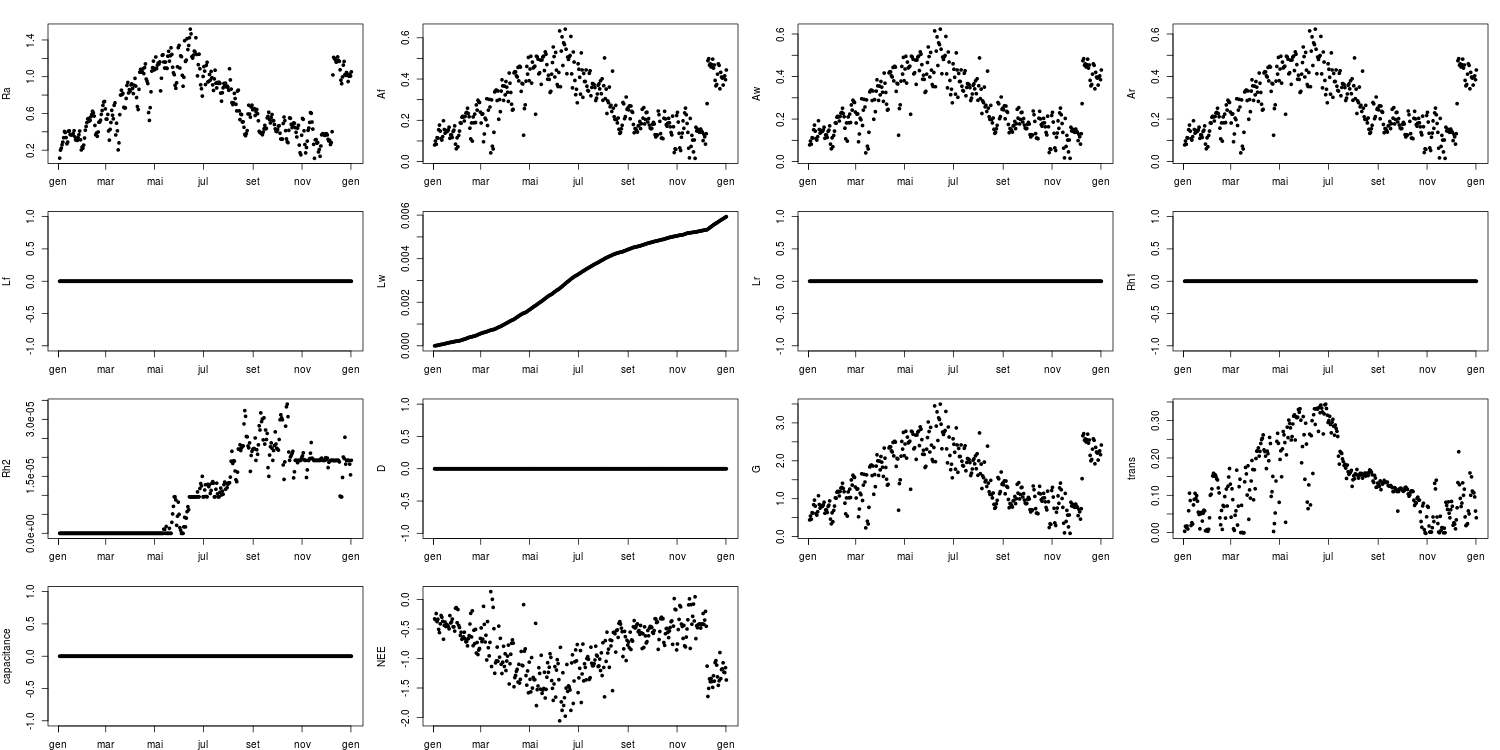 Ra
0.2 0.6 1.0 1.4
gen mar mai jul set nov gen
Af
0.0 0.2 0.4 0.6
gen mar mai jul set nov gen
Aw
0.0 0.2 0.4 0.6
gen mar mai jul set nov gen
Ar
0.0 0.2 0.4 0.6
gen mar mai jul set nov gen
Lf
-1.0 -0.5 0.0 0.5 1.0
gen mar mai jul set nov gen
Lw
0.000 0.002 0.004 0.006
gen mar mai jul set nov gen
Lr
-1.0 -0.5 0.0 0.5 1.0
gen mar mai jul set nov gen
Rh1
-1.0 -0.5 0.0 0.5 1.0
gen mar mai jul set nov gen
Rh2
0.0e+00 1.5e-05 3.0e-05
gen mar mai jul set nov gen
D
-1.0 -0.5 0.0 0.5 1.0
gen mar mai jul set nov gen
G
0.0 1.0 2.0 3.0
gen mar mai jul set nov gen
trans
0.00 0.10 0.20 0.30
gen mar mai jul set nov gen
capacitance
-1.0 -0.5 0.0 0.5 1.0
gen mar mai jul set nov gen
NEE
-2.0 -1.5 -1.0 -0.5 0.0
gen mar mai jul set nov gen